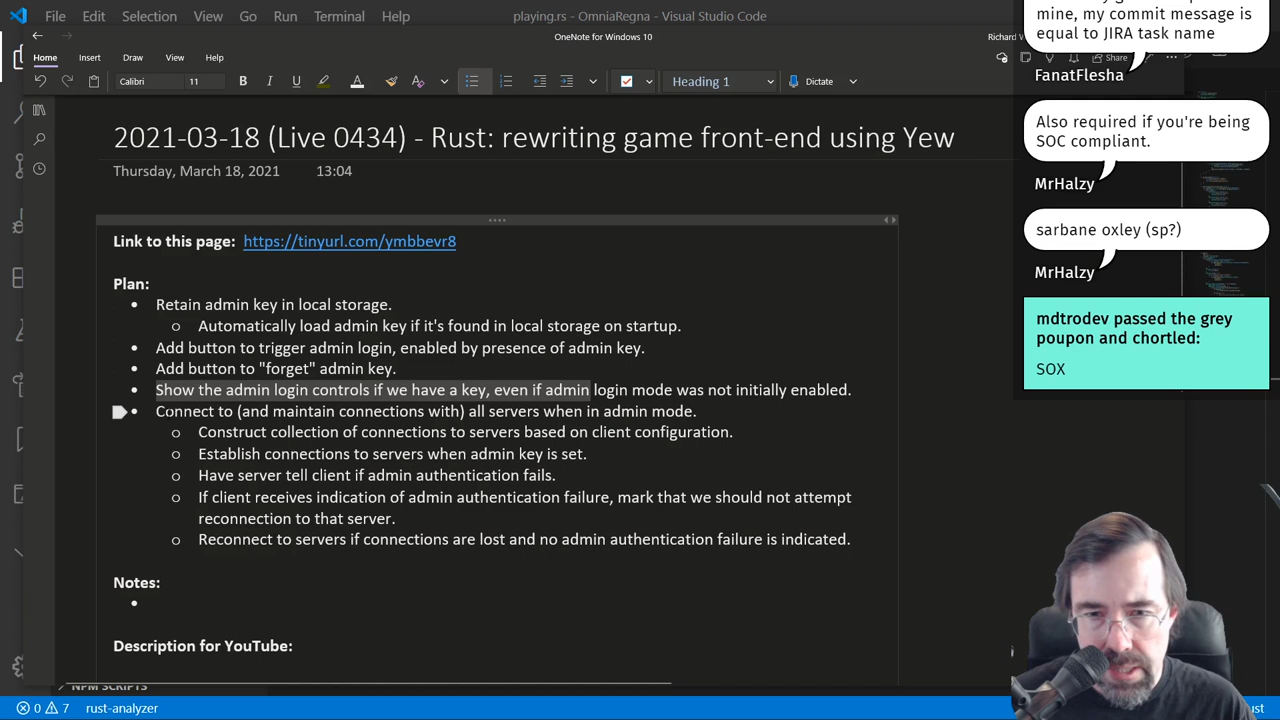 File Edit Selection View Go Run Terminal Help playing.rs - OmniaRegna - Visual Studio Code
OneNote for Windows 10
Home Insert Draw View Help
Share
Calibri 11 B I U A Heading 1 Dictate
2021-03-18 (Live 0434) - Rust: rewriting game front-end using Yew
Thursday, March 18, 2021 13:04
Link to this page: https://tinyurl.com/ymbbevr8
Plan:
• Retain admin key in local storage.
o Automatically load admin key if it's found in local storage on startup.
• Add button to trigger admin login, enabled by presence of admin key.
• Add button to "forget" admin key.
• Show the admin login controls if we have a key, even if admin login mode was not initially enabled.
• Connect to (and maintain connections with) all servers when in admin mode.
o Construct collection of connections to servers based on client configuration.
o Establish connections to servers when admin key is set.
o Have server tell client if admin authentication fails.
o If client receives indication of admin authentication failure, mark that we should not attempt
reconnection to that server.
o Reconnect to servers if connections are lost and no admin authentication failure is indicated.
Notes:
•
Description for YouTube:
NPM SCRIPTS
0 7 rust-analyzer
mine, my commit message is
equal to JIRA task name
FanatFlesha
Also required if you're being
SOC compliant.
MrHalzy
sarbane oxley (sp?)
MrHalzy
mdtrodev passed the grey
poupon and chortled:
SOX